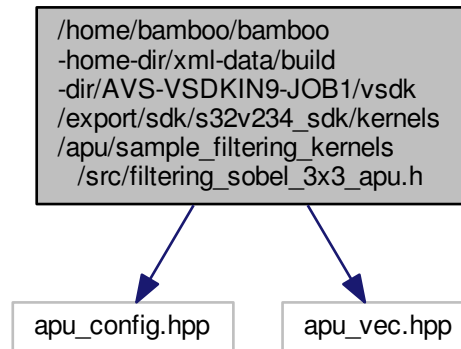 /home/bamboo/bamboo
-home-dir/xml-data/build
-dir/AVS-VSDKIN9-JOB1/vsdk
/export/sdk/s32v234_sdk/kernels
/apu/sample_filtering_kernels
/src/filtering_sobel_3x3_apu.h
apu_config.hpp
apu_vec.hpp